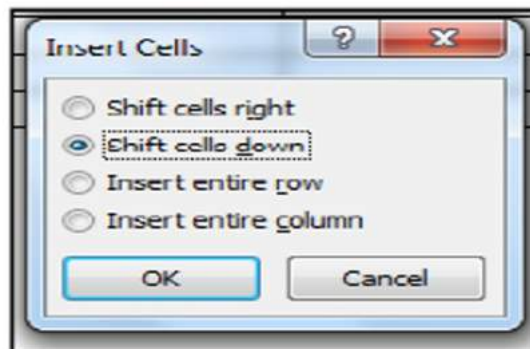 Insert Cells
Shift cells right
Shift cells down
Insert entire row
Insert entire column
OK Cancel